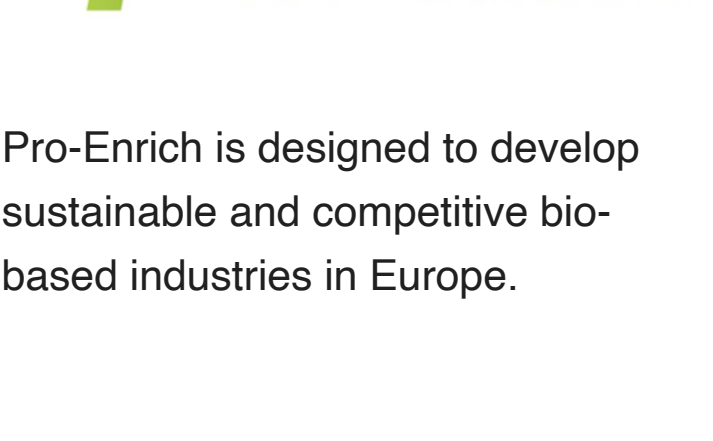 Pro-Enrich is designed to develop
sustainable and competitive bio-
based industries in Europe.